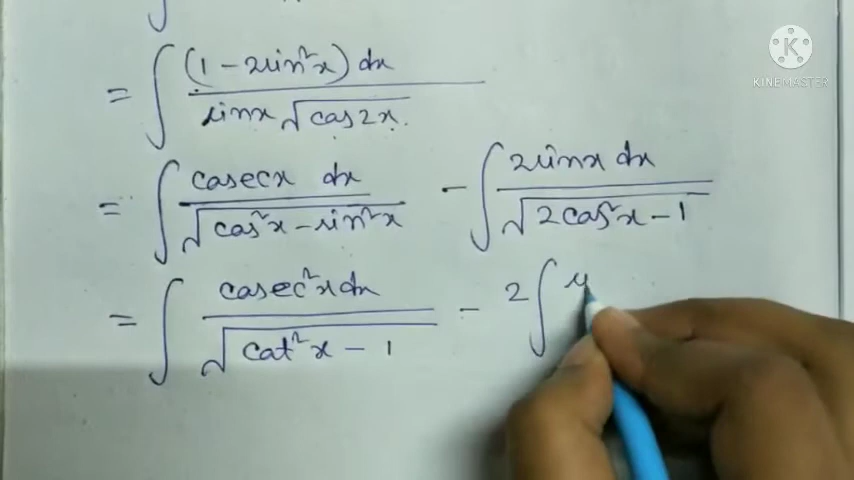 K
KINEMASTER
= ∫ (1 - 2sin²x) dx / sinx √cos2x.
= ∫ cosecx dx / √cos²x - sin²x - ∫ 2sinx dx / √2cos²x - 1
= ∫ cosec²x dx / √cot²x - 1 - 2 ∫